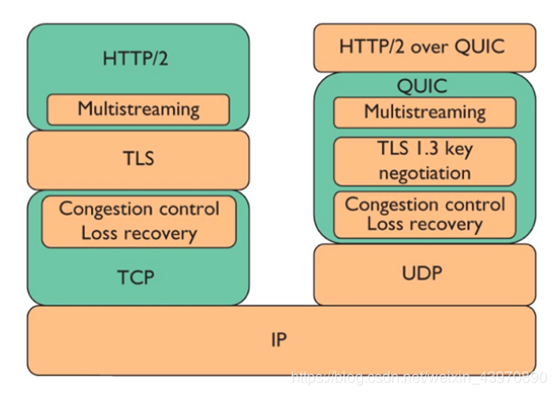 HTTP/2
Multistreaming
TLS
Congestion control
Loss recovery
TCP
HTTP/2 over QUIC
QUIC
Multistreaming
TLS 1.3 key
negotiation
Congestion control
Loss recovery
UDP
IP
https://blog.csdn.net/weixin_43970890